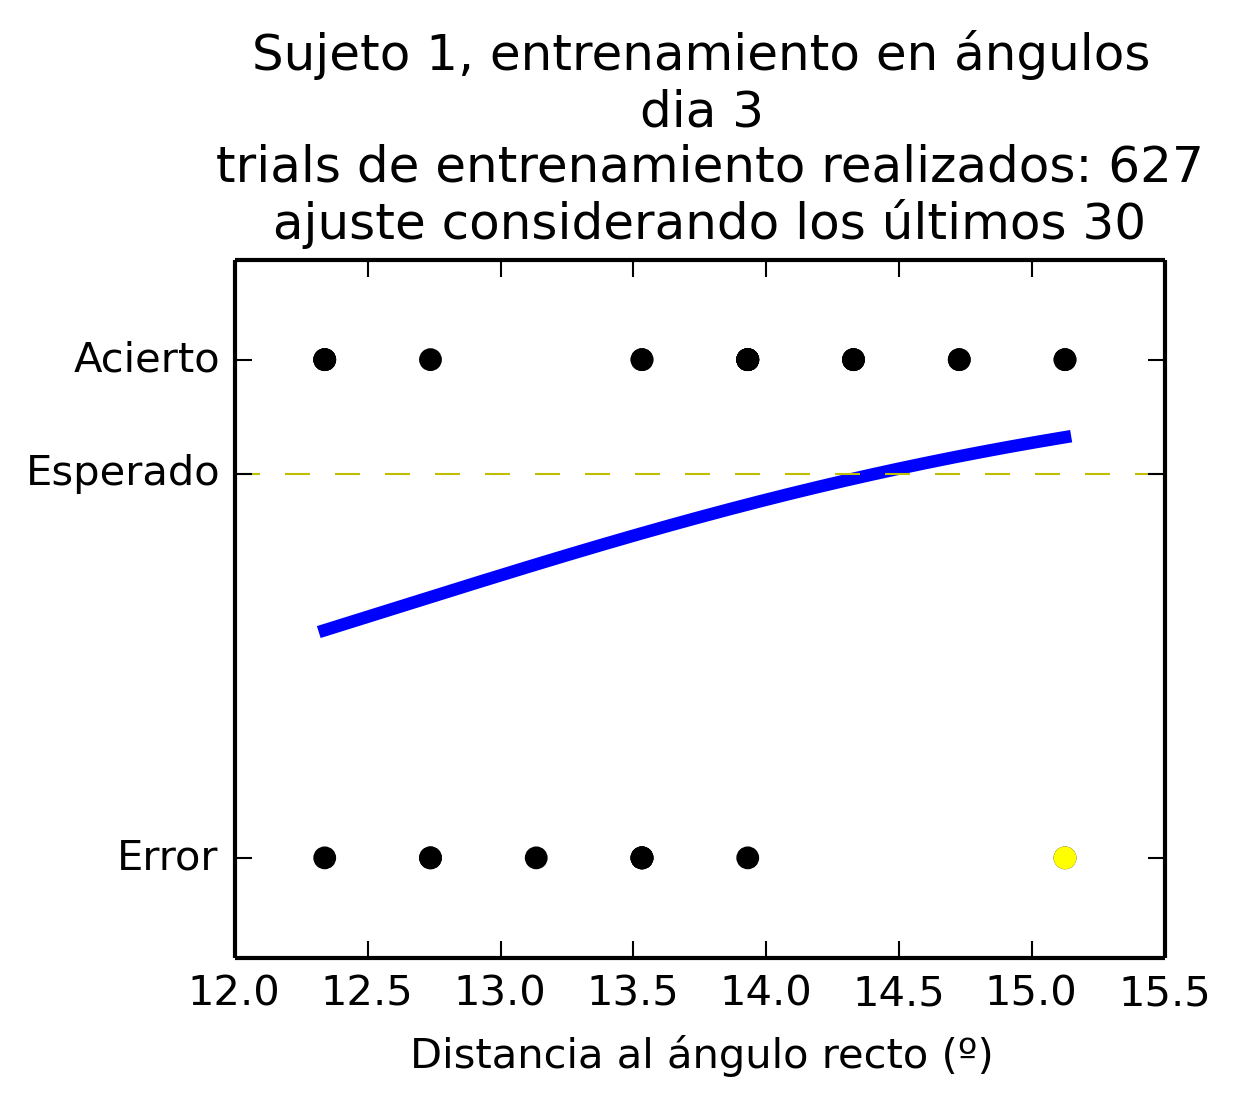 Sujeto 1, entrenamiento en ángulos
dia 3
trials de entrenamiento realizados: 627
ajuste considerando los últimos 30
Acierto
Esperado
Error
12.0 12.5 13.0 13.5 14.0 14.5 15.0 15.5
Distancia al ángulo recto (º)